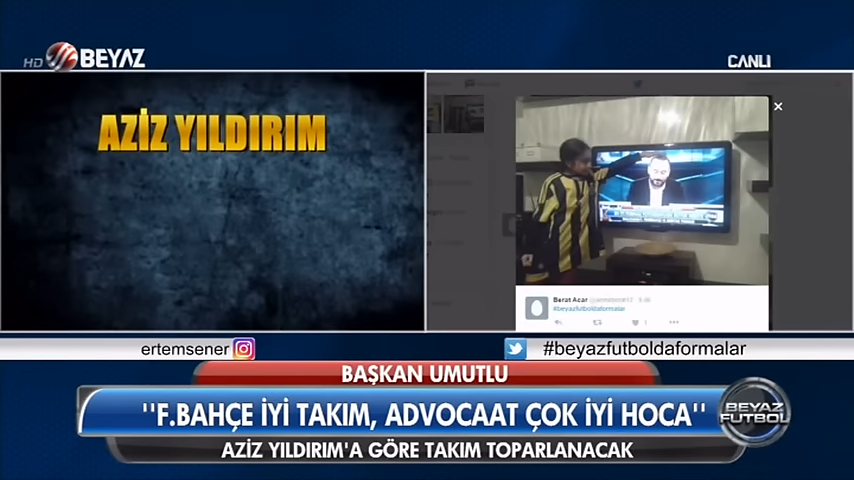 HD BEYAZ
CANLI
AZİZ YILDIRIM
Berat Acar
#beyazfutboldaformalar
ertemsener
#beyazfutboldaformalar
BAŞKAN UMUTLU
''F.BAHÇE İYİ TAKIM, ADVOCAAT ÇOK İYİ HOCA''
BEYAZ
FUTBOL
AZİZ YILDIRIM'A GÖRE TAKIM TOPARLANACAK